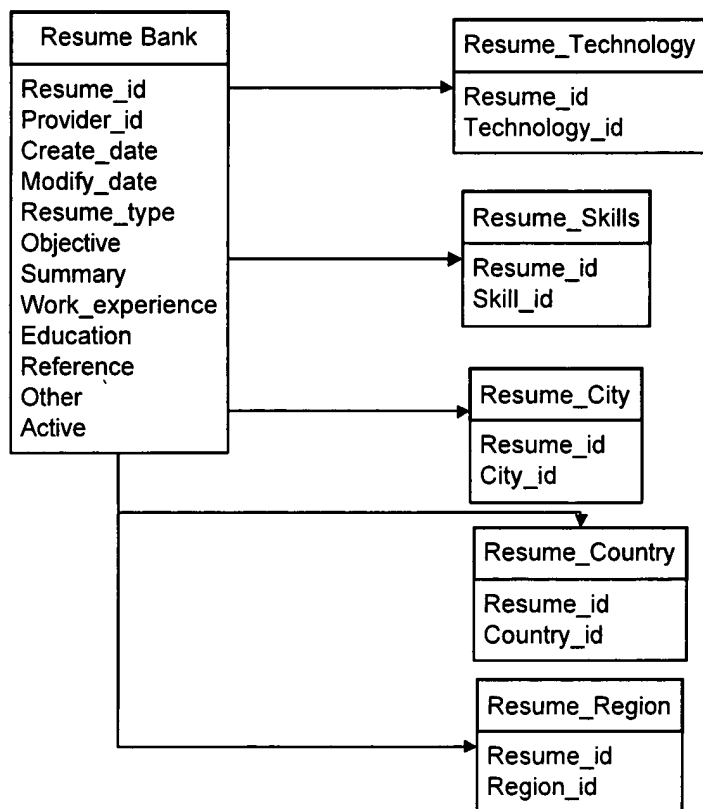 Resume Bank
Resume_id
Provider_id
Create_date
Modify_date
Resume_type
Objective
Summary
Work_experience
Education
Reference
Other
Active
Resume_Technology
Resume_id
Technology_id
Resume_Skills
Resume_id
Skill_id
Resume_City
Resume_id
City_id
Resume_Country
Resume_id
Country_id
Resume_Region
Resume_id
Region_id